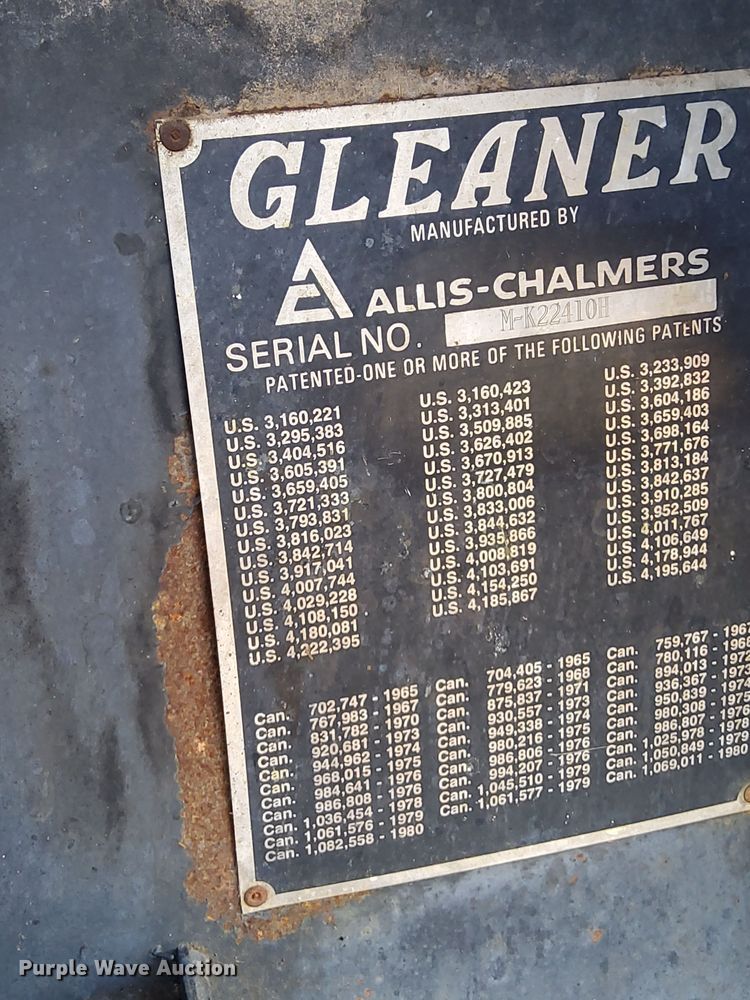 GLEANER
MANUFACTURED BY
ALLIS-CHALMERS
SERIAL NO. M-K22410H
PATENTED-ONE OR MORE OF THE FOLLOWING PATENTS
U.S. 3,160,221
U.S. 3,295,383
U.S. 3,404,516
U.S. 3,605,391
U.S. 3,659,405
U.S. 3,721,333
U.S. 3,793,831
U.S. 3,816,023
U.S. 3,842,714
U.S. 3,917,041
U.S. 4,007,744
U.S. 4,029,228
U.S. 4,108,150
U.S. 4,180,081
U.S. 4,222,395
U.S. 3,160,423
U.S. 3,313,401
U.S. 3,509,885
U.S. 3,626,402
U.S. 3,670,913
U.S. 3,727,479
U.S. 3,800,804
U.S. 3,833,006
U.S. 3,844,632
U.S. 3,935,866
U.S. 4,008,819
U.S. 4,103,691
U.S. 4,154,250
U.S. 4,185,867
U.S. 3,233,909
U.S. 3,392,832
U.S. 3,604,186
U.S. 3,659,403
U.S. 3,698,164
U.S. 3,771,676
U.S. 3,813,184
U.S. 3,842,637
U.S. 3,910,285
U.S. 3,952,509
U.S. 4,011,767
U.S. 4,106,649
U.S. 4,178,944
U.S. 4,195,644
Can. 702,747 - 1965
Can. 767,983 - 1967
Can. 831,782 - 1970
Can. 920,681 - 1973
Can. 944,962 - 1974
Can. 968,015 - 1975
Can. 984,641 - 1976
Can. 986,808 - 1976
Can. 1,036,454 - 1978
Can. 1,061,576 - 1979
Can. 1,082,558 - 1980
Can. 704,405 - 1965
Can. 779,623 - 1968
Can. 875,837 - 1971
Can. 930,557 - 1973
Can. 949,338 - 1974
Can. 980,216 - 1975
Can. 986,806 - 1976
Can. 994,207 - 1976
Can. 1,045,510 - 1979
Can. 1,061,577 - 1979
Can. 759,767 - 1967
Can. 780,116 - 1968
Can. 894,013 - 1972
Can. 936,367 - 1973
Can. 950,839 - 1974
Can. 980,308 - 1975
Can. 986,807 - 1976
Can. 1,025,978 - 1978
Can. 1,050,849 - 1979
Can. 1,069,011 - 1980
Purple Wave Auction